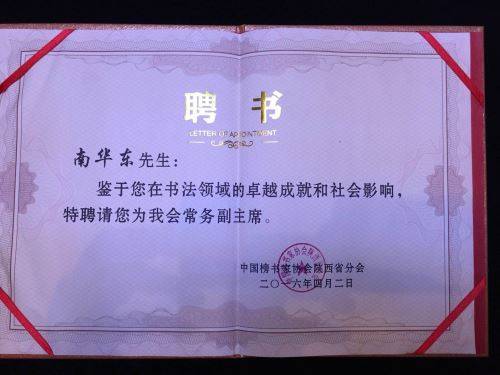 聘书
LETTER OF APPOINTMENT
南华东先生：
鉴于您在书法领域的卓越成就和社会影响，
特聘请您为我会常务副主席。
中国榜书家协会陕西省分会
二〇一六年四月二日